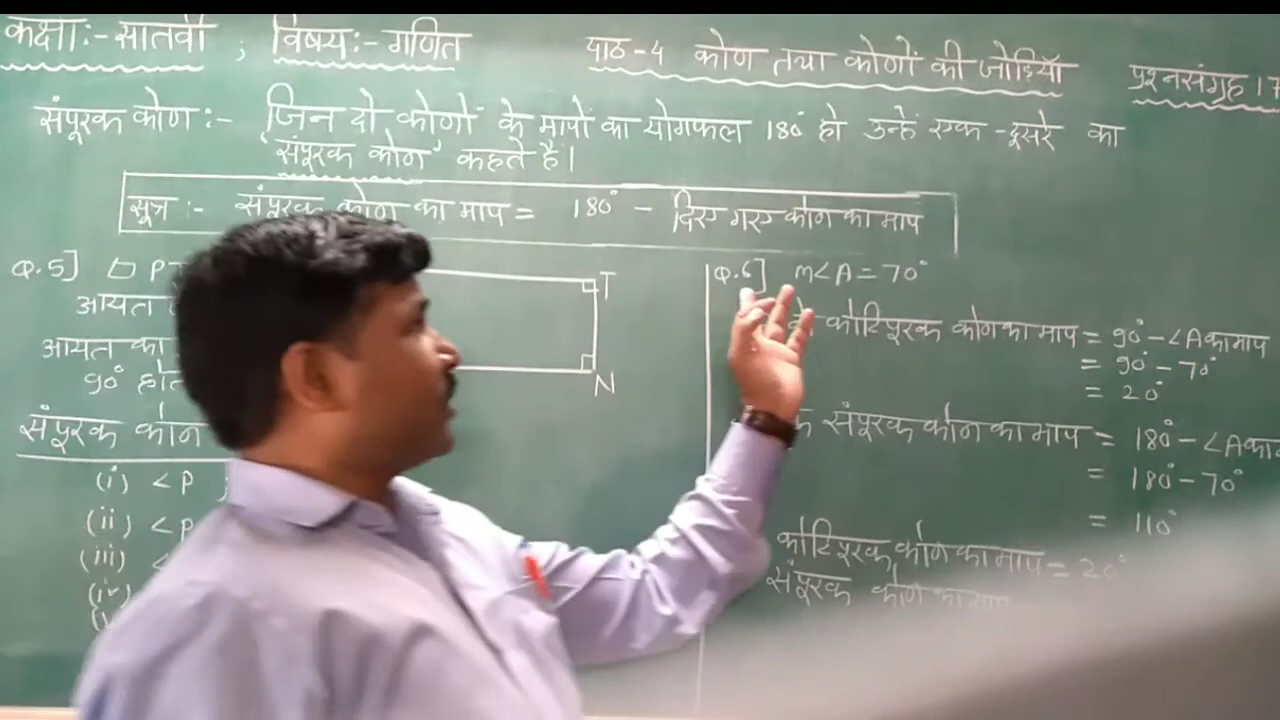 कक्षाः- सातवीं ; विषयः- गणित पाठ-4 कोण तथा कोणों की जोड़ियाँ प्रश्नसंग्रह 17
संपूरक कोण :- जिन दो कोणों के मापों का योगफल 180° हो उन्हें एक-दूसरे का
'संपूरक कोण' कहते हैं।
सूत्र :- संपूरक कोण का माप = 180° - दिए गए कोण का माप
Q.5] □ P
आयत
आयत का
90°
संपूरक कोण
(i) <P ;
(ii) <P
(iii) <
(iv)
T
N
Q.6] m∠A = 70°
के कोटिपूरक कोण का माप = 90° - ∠A का माप
= 90° - 70°
= 20°
संपूरक कोण का माप = 180° - ∠A का
= 180° - 70°
= 110°
कोटिपूरक कोण का माप = 20°
संपूरक कोण का माप